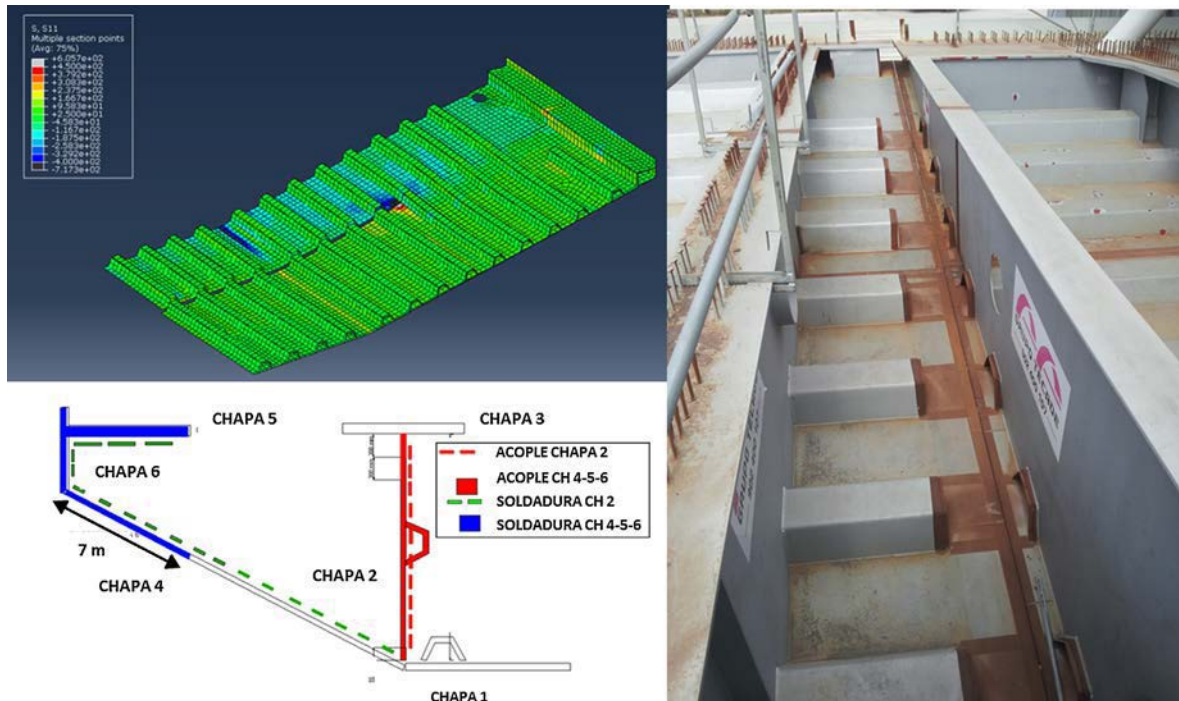 S, S11
Multiple section points
(Avg: 75%)
+6.057e+02
+4.500e+02
+3.792e+02
+3.083e+02
+2.375e+02
+1.667e+02
+9.583e+01
+2.500e+01
-4.583e+01
-1.167e+02
-1.875e+02
-2.583e+02
-3.292e+02
-4.000e+02
-7.173e+02
CHAPA 5
CHAPA 3
CHAPA 6
ACOPLE CHAPA 2
ACOPLE CH 4-5-6
SOLDADURA CH 2
SOLDADURA CH 4-5-6
7 m
CHAPA 2
CHAPA 4
CHAPA 1
GRUPO TECADE